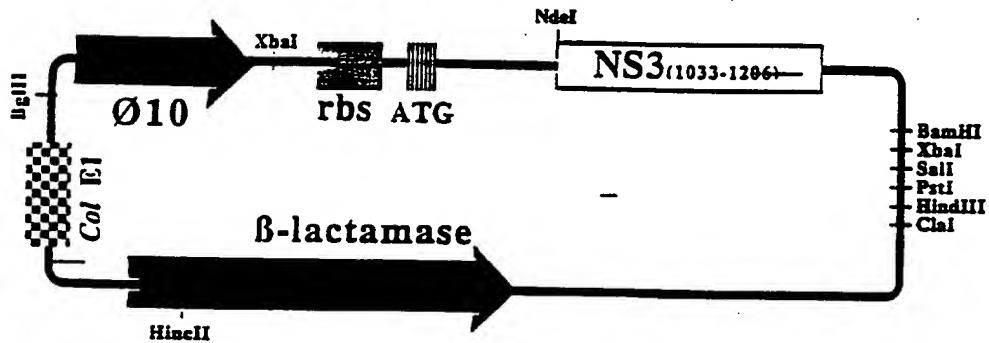 NdeI
XbaI
NS3(1033-1206)
rbs
ATG
Ø10
BglI
Col E1
BamHI
XbaI
SalI
PstI
HindIII
ClaI
ß-lactamase
HincII